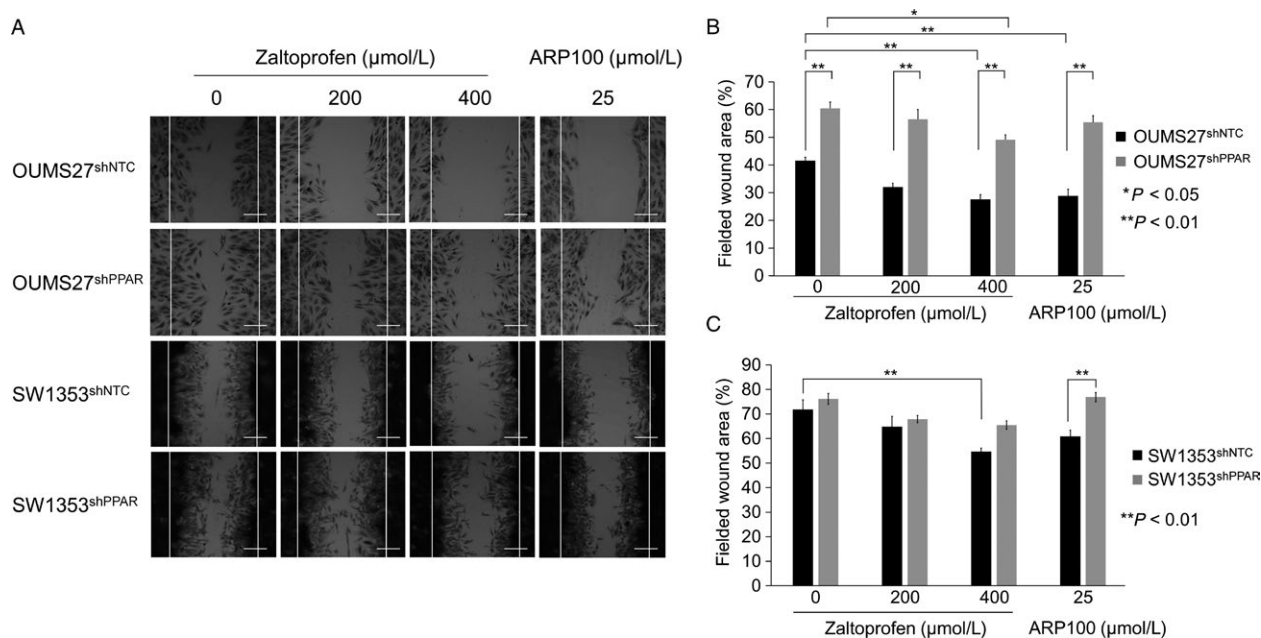 A
Zaltoprofen (µmol/L)
ARP100 (µmol/L)
0
200
400
25
OUMS27shNTC
OUMS27shPPAR
SW1353shNTC
SW1353shPPAR
B
*
**
**
**
**
**
**
Fielded wound area (%)
70
60
50
40
30
20
10
0
OUMS27shNTC
OUMS27shPPAR
*P < 0.05
**P < 0.01
0
200
400
25
Zaltoprofen (µmol/L)
ARP100 (µmol/L)
C
**
**
Fielded wound area (%)
90
80
70
60
50
40
30
20
10
0
SW1353shNTC
SW1353shPPAR
**P < 0.01
0
200
400
25
Zaltoprofen (µmol/L)
ARP100 (µmol/L)